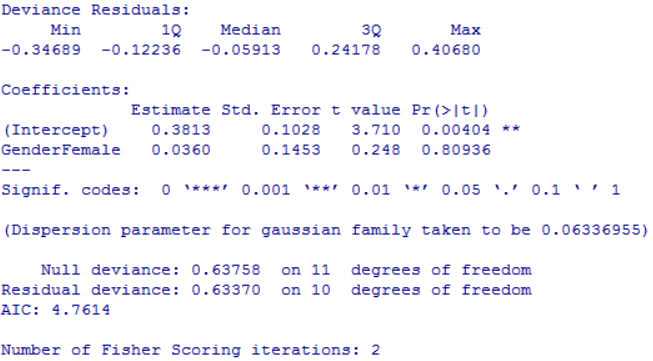 Deviance Residuals:
Min 1Q Median 3Q Max
-0.34689 -0.12236 -0.05913 0.24178 0.40680
Coefficients:
Estimate Std. Error t value Pr(>|t|)
(Intercept) 0.3813 0.1028 3.710 0.00404 **
GenderFemale 0.0360 0.1453 0.248 0.80936
---
Signif. codes: 0 ‘***’ 0.001 ‘**’ 0.01 ‘*’ 0.05 ‘.’ 0.1 ‘ ’ 1
(Dispersion parameter for gaussian family taken to be 0.06336955)
Null deviance: 0.63758 on 11 degrees of freedom
Residual deviance: 0.63370 on 10 degrees of freedom
AIC: 4.7614
Number of Fisher Scoring iterations: 2